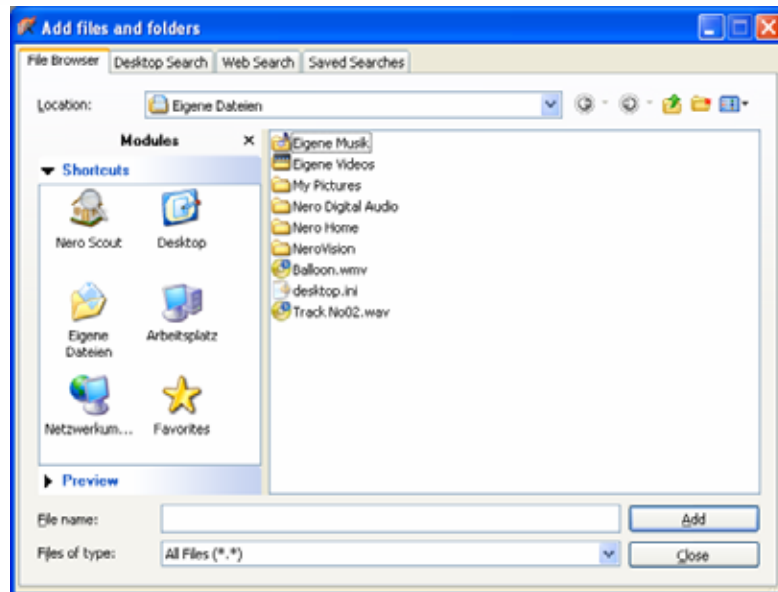 Add files and folders
File Browser Desktop Search Web Search Saved Searches
Location: Eigene Dateien
Modules
Shortcuts
Nero Scout Desktop
Eigene Dateien Arbeitsplatz
Netzwerkum... Favorites
Preview
Eigene Musik
Eigene Videos
My Pictures
Nero Digital Audio
Nero Home
NeroVision
Balloon.wmv
desktop.ini
Track No02.wav
File name: Add
Files of type: All Files (*.*) Close